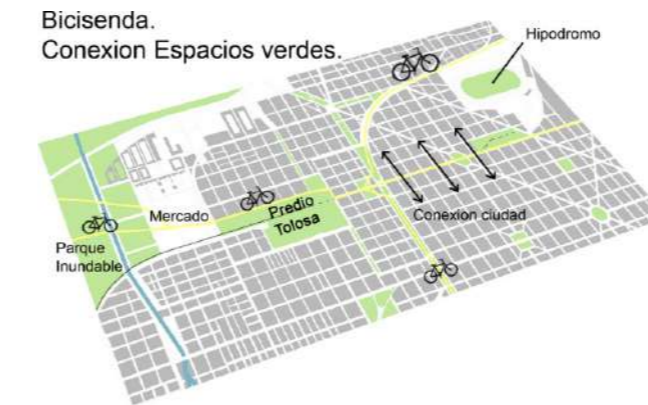 Bicisenda.
Conexion Espacios verdes.
Hipodromo
Mercado
Predio
Tolosa
Conexion ciudad
Parque
Inundable